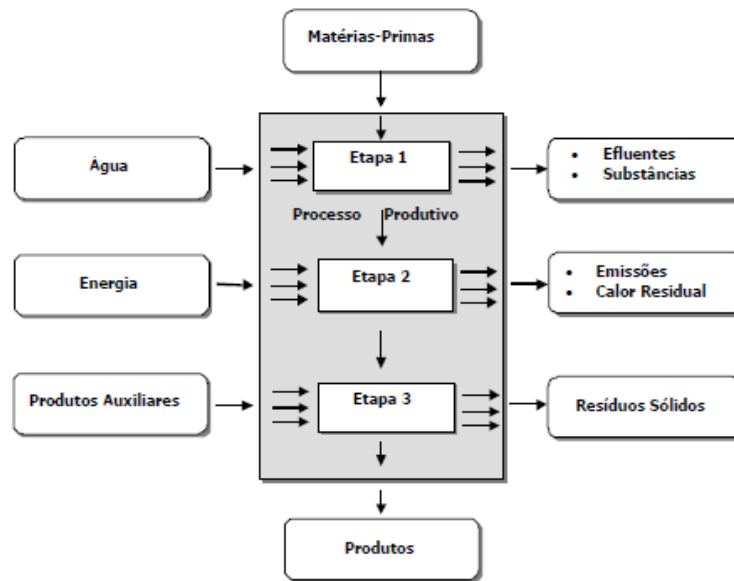 Matérias-Primas
Água
Etapa 1
• Efluentes
• Substâncias
Processo Produtivo
Energia
Etapa 2
• Emissões
• Calor Residual
Produtos Auxiliares
Etapa 3
Resíduos Sólidos
Produtos